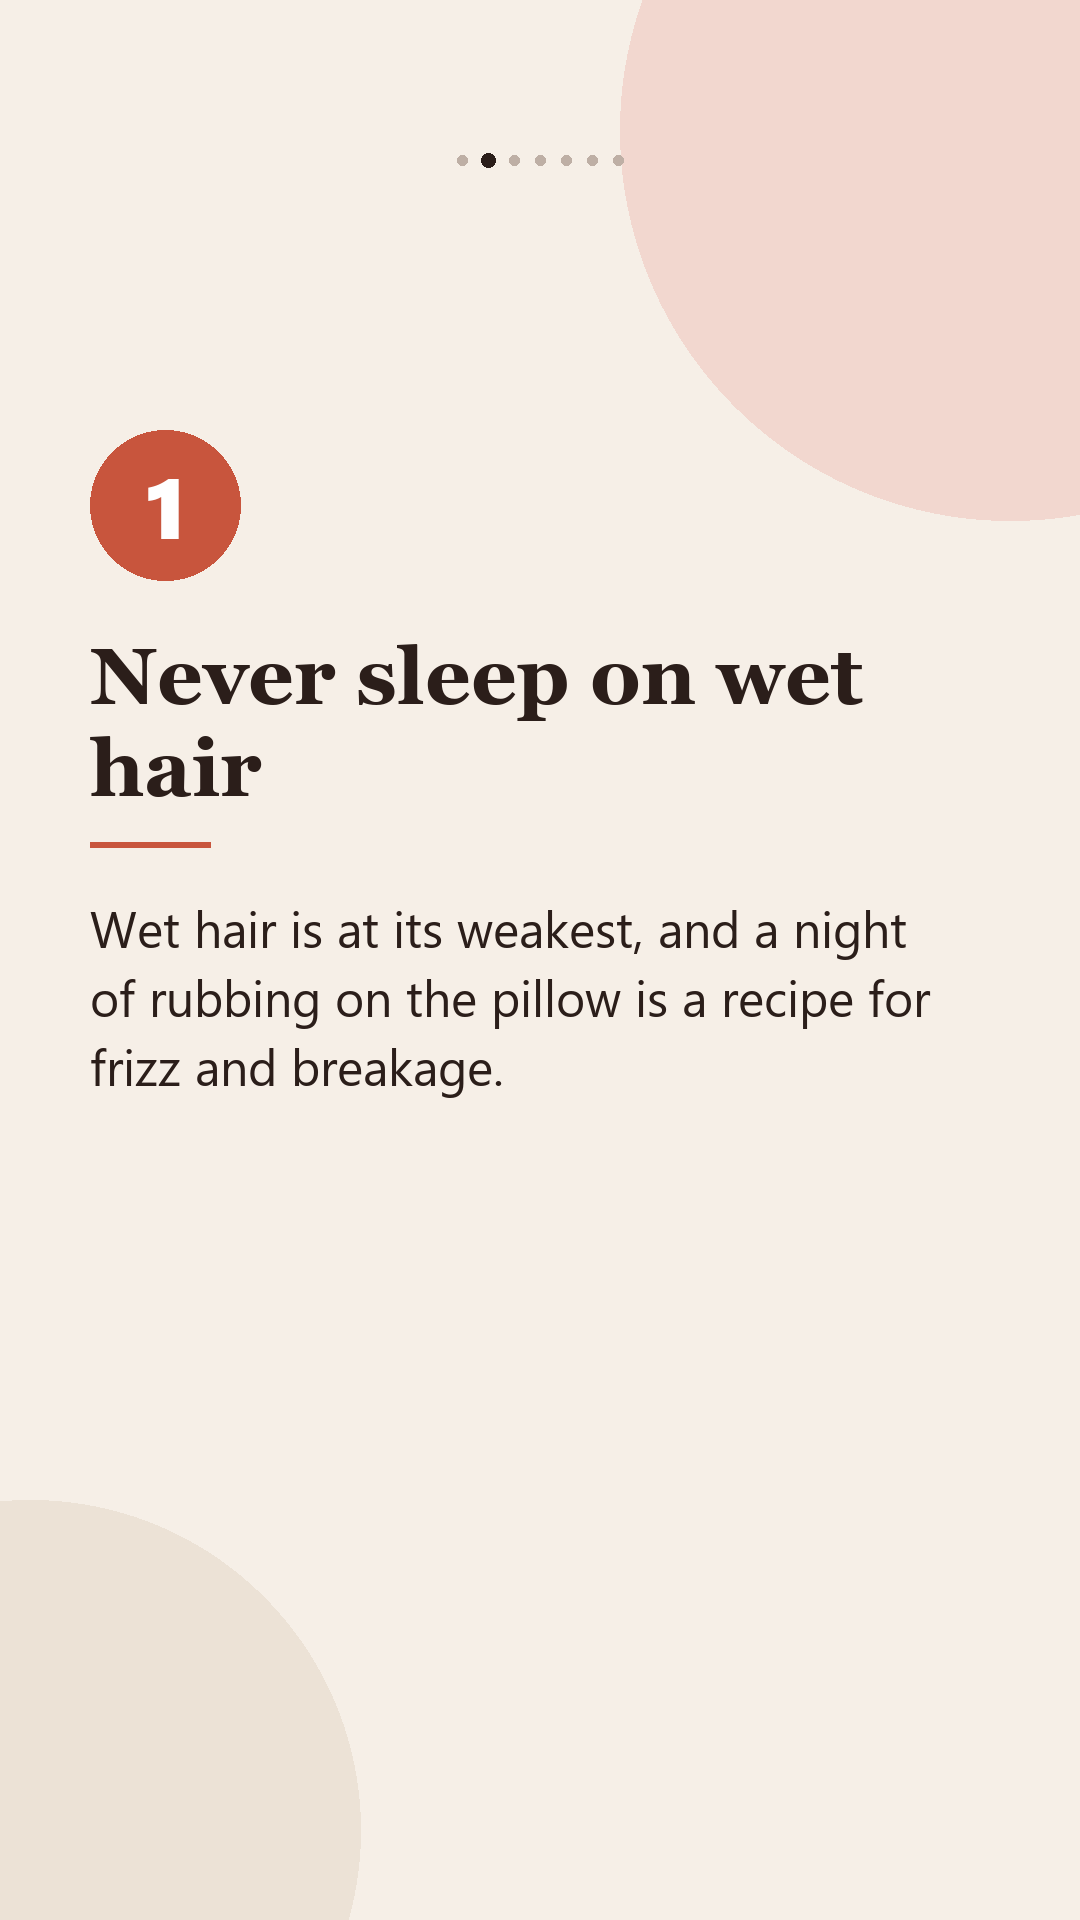 1
Never sleep on wet
hair
Wet hair is at its weakest, and a night
of rubbing on the pillow is a recipe for
frizz and breakage.